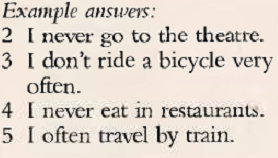 Example answers:
2 I never go to the theatre.
3 I don't ride a bicycle very
often.
4 I never eat in restaurants.
5 I often travel by train.